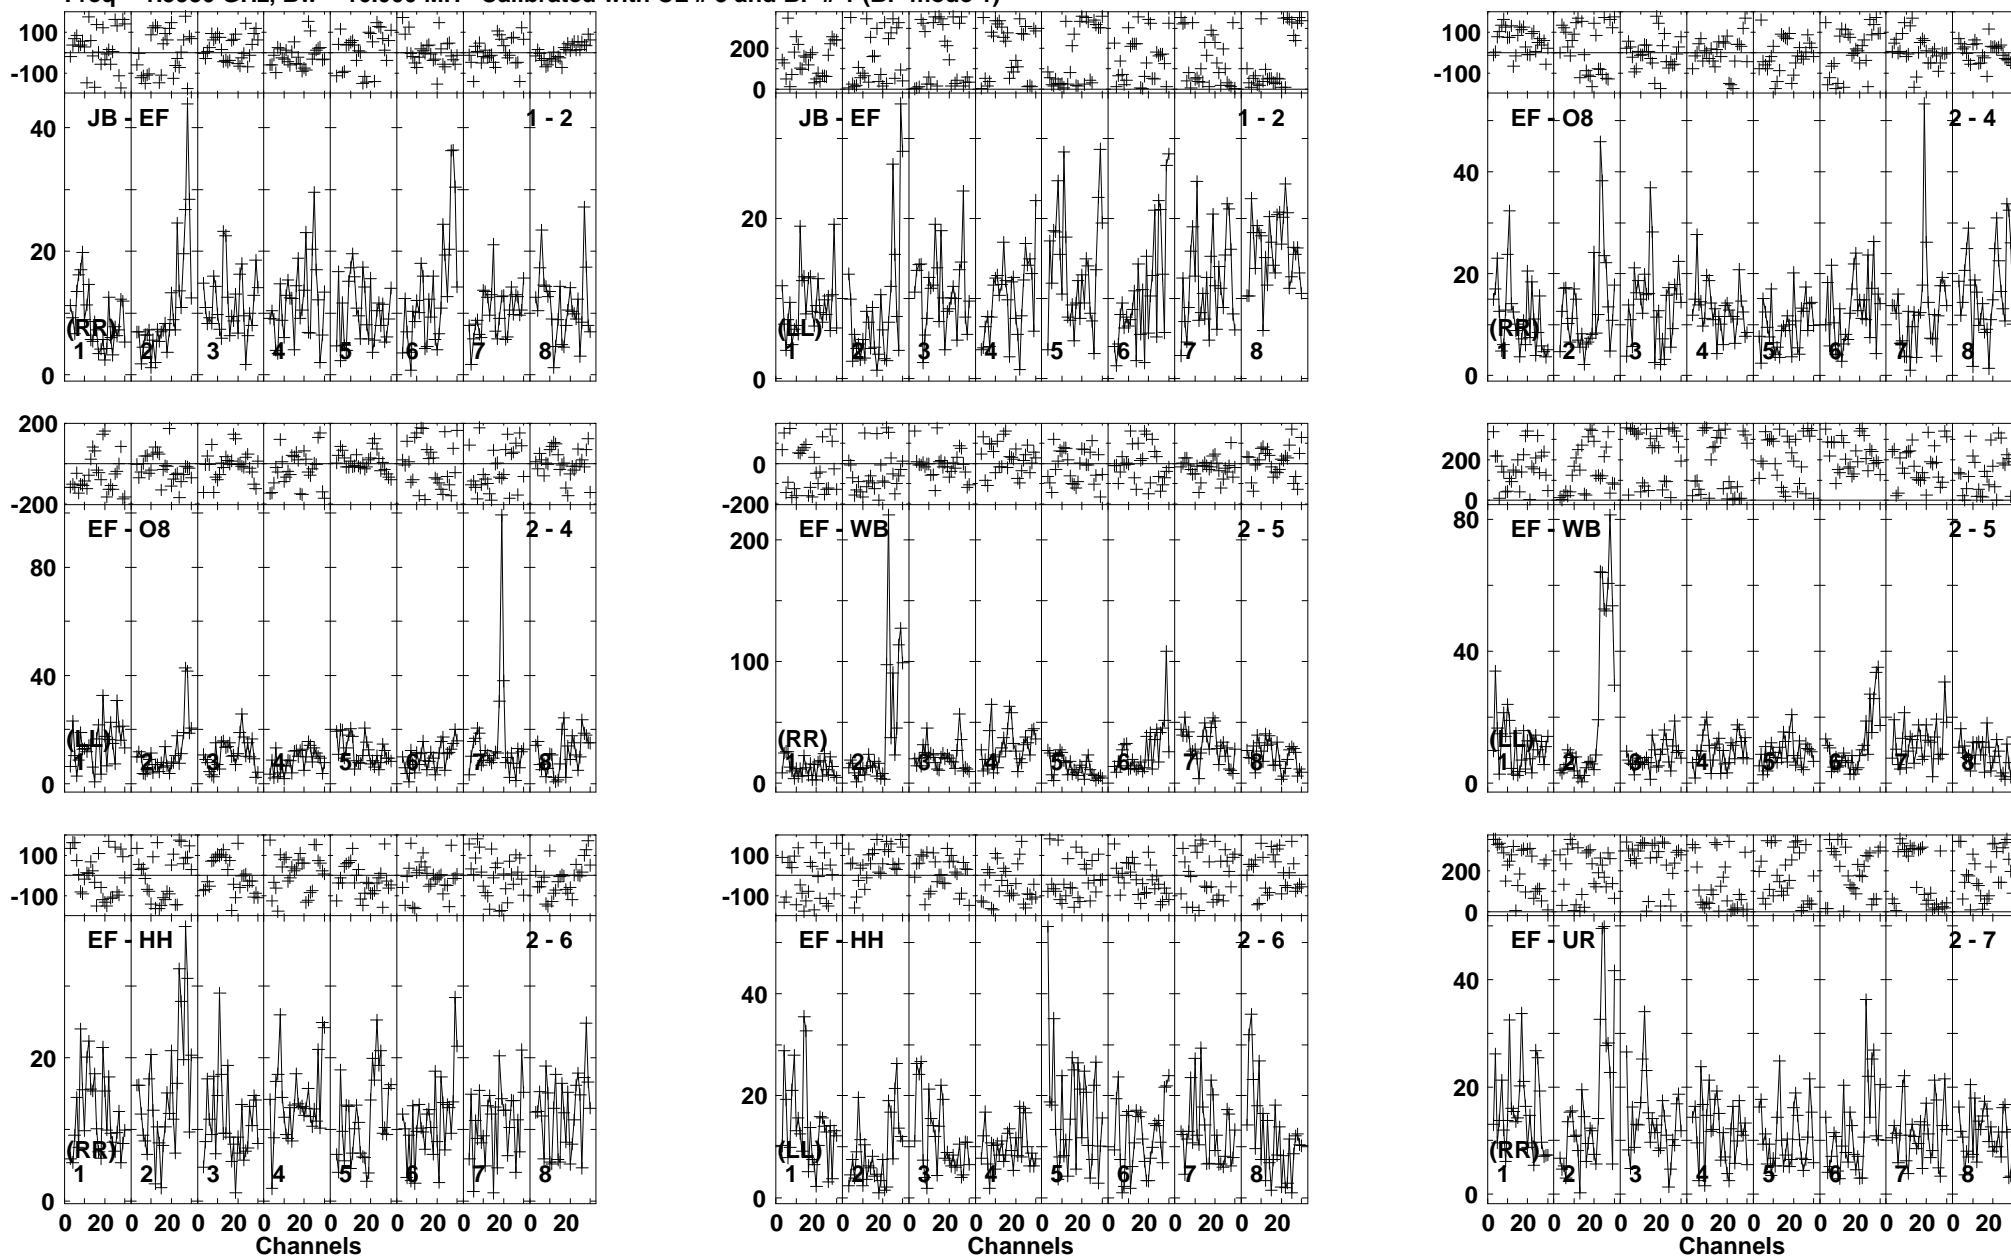 100 -100 200 0 100 -100
JB - EF 1 - 2 JB - EF 1 - 2 EF - O8 2 - 4
40 20 0 (RR) 1 2 3 4 5 6 7 8
20 0 (LL) 1 2 3 4 5 6 7 8
40 20 0 (RR) 1 2 3 4 5 6 7 8
200 0 -200 0 -200 200 0
EF - O8 2 - 4 EF - WB 2 - 5 EF - WB 2 - 5
80 40 0 (LL) 1 2 3 4 5 6 7 8
200 100 0 (RR) 1 2 3 4 5 6 7 8
80 40 0 (LL) 1 2 3 4 5 6 7 8
100 -100 100 -100 200 0
EF - HH 2 - 6 EF - HH 2 - 6 EF - UR 2 - 7
20 0 (RR) 1 2 3 4 5 6 7 8
40 20 0 (LL) 1 2 3 4 5 6 7 8
40 20 0 (RR) 1 2 3 4 5 6 7 8
0 20 0 20 0 20 0 20 0 20 0 20 0 20 0 20
0 20 0 20 0 20 0 20 0 20 0 20 0 20 0 20
0 20 0 20 0 20 0 20 0 20 0 20 0 20 0 20
Channels Channels Channels